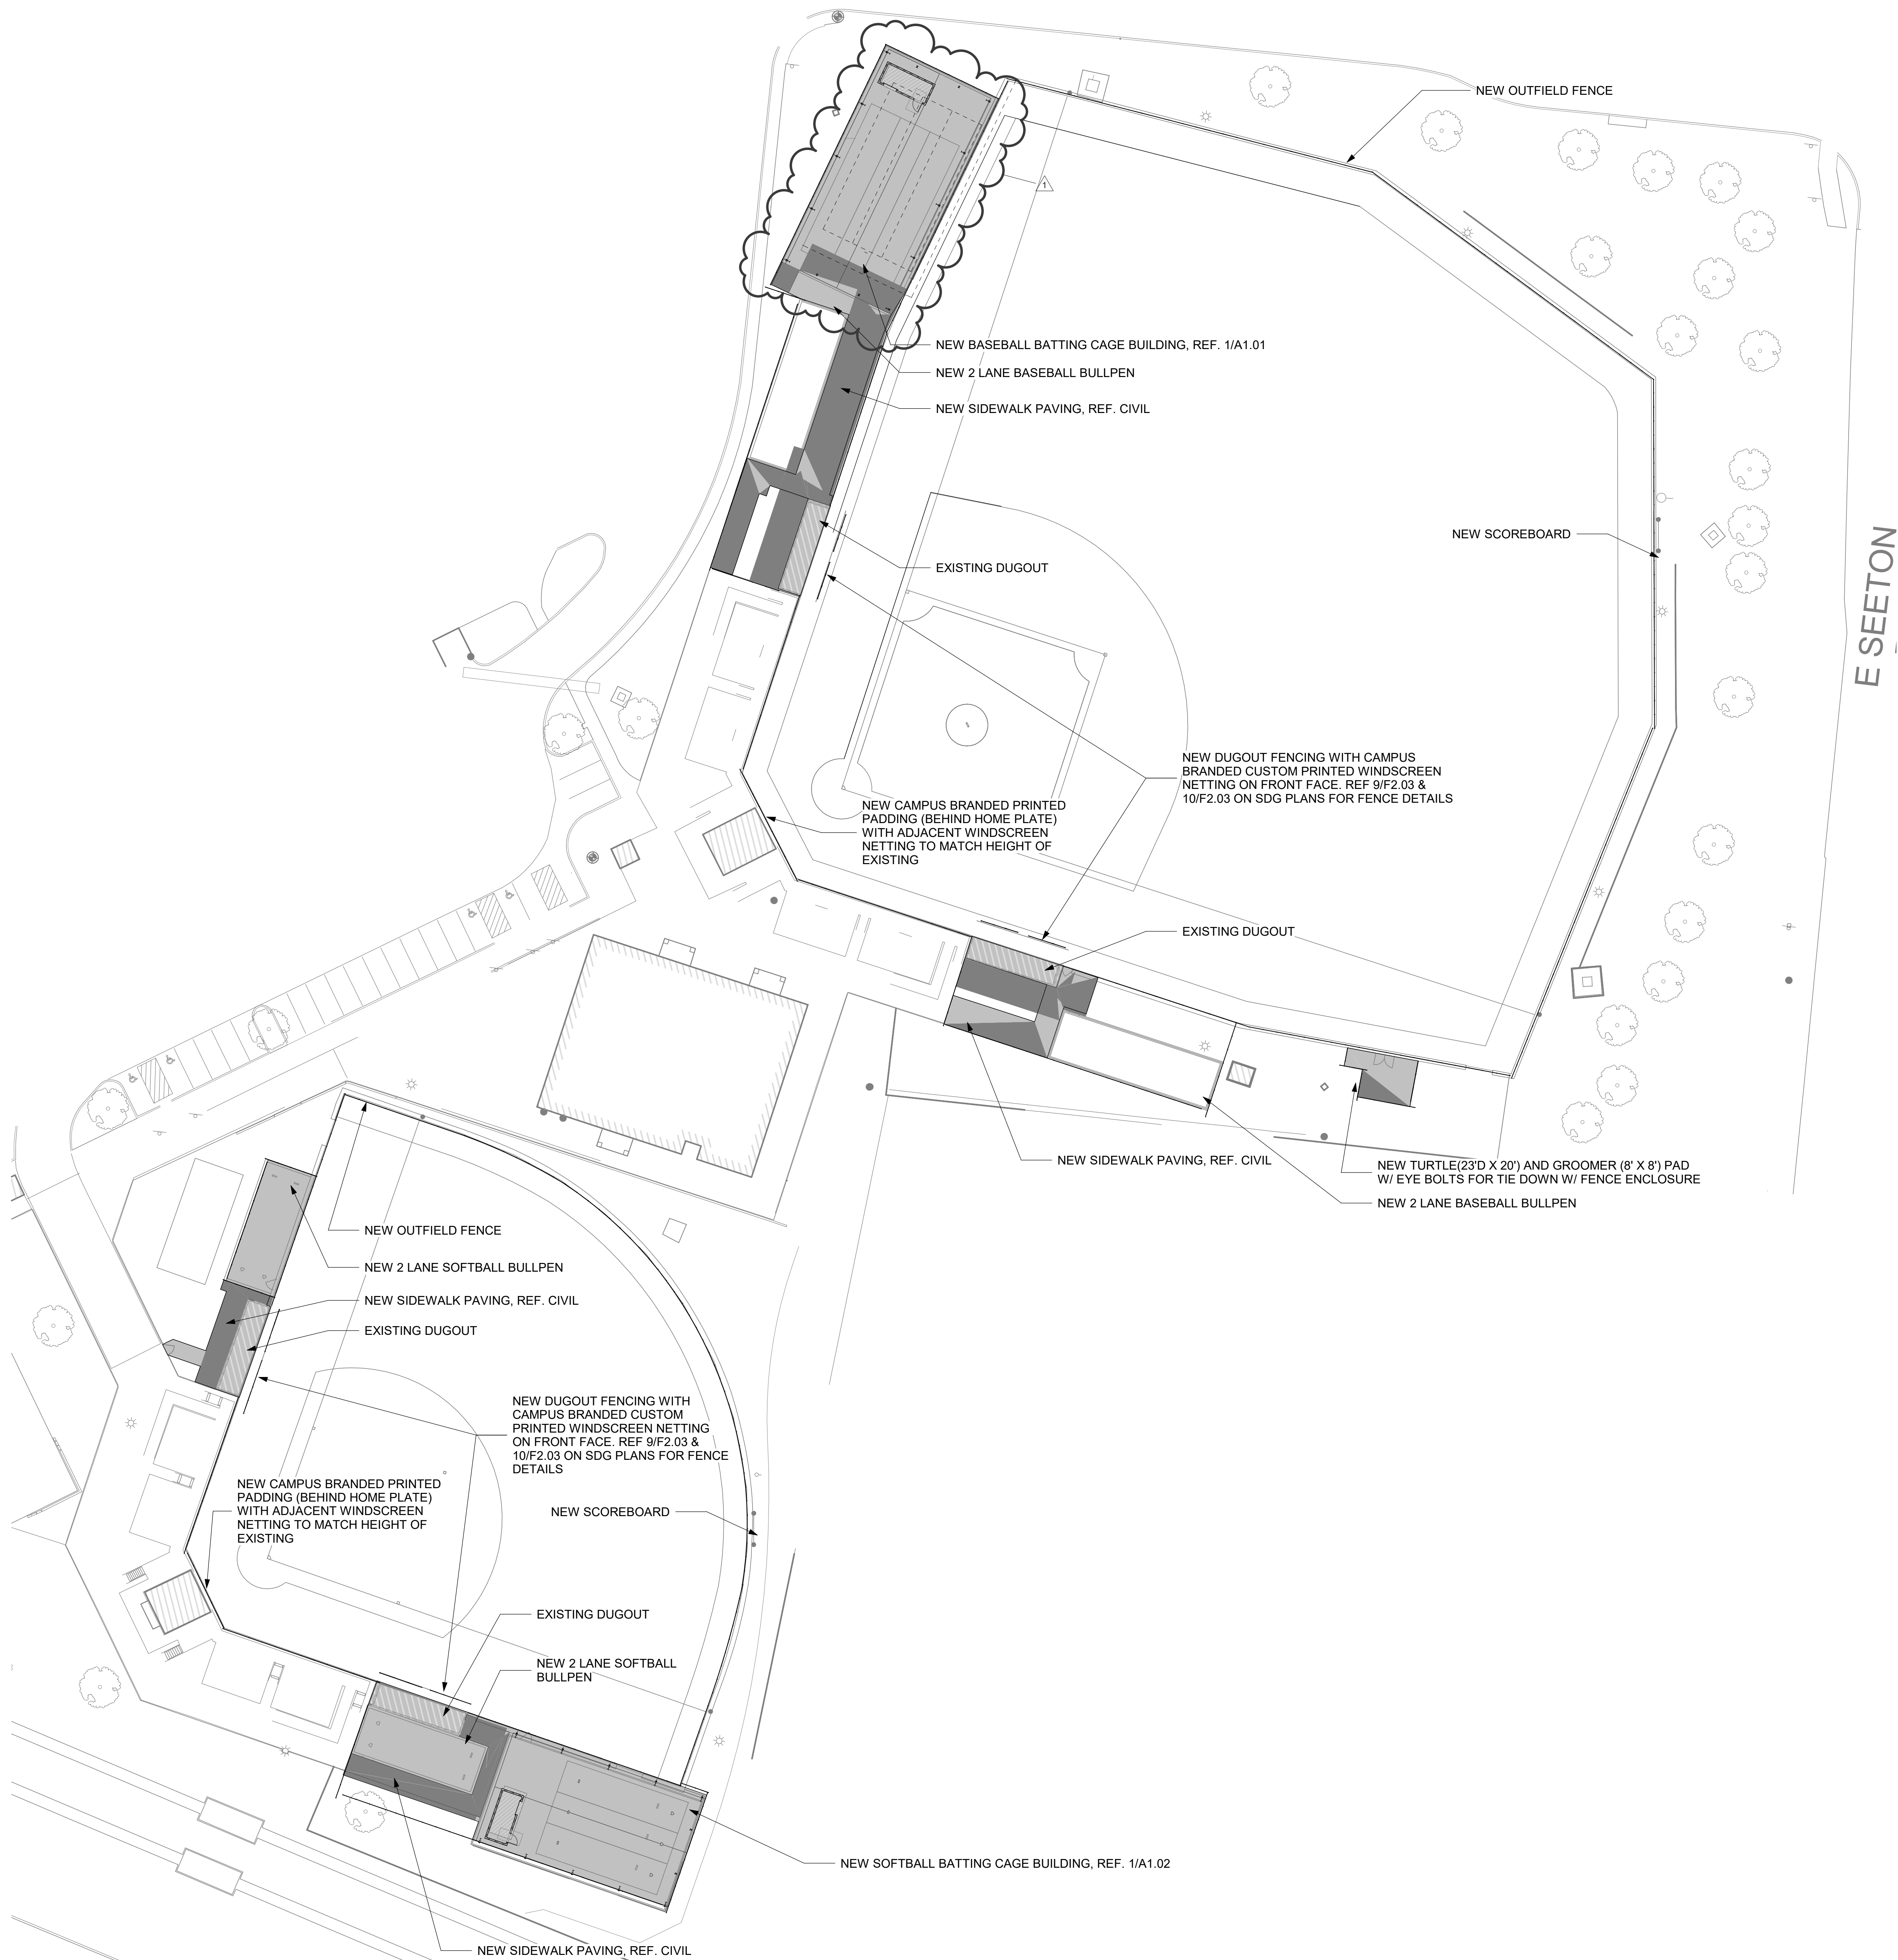 NEW OUTFIELD FENCE
1
NEW BASEBALL BATTING CAGE BUILDING, REF. 1/A1.01
NEW 2 LANE BASEBALL BULLPEN
NEW SIDEWALK PAVING, REF. CIVIL
NEW SCOREBOARD
E SEETON
EXISTING DUGOUT
NEW DUGOUT FENCING WITH CAMPUS
BRANDED CUSTOM PRINTED WINDSCREEN
NETTING ON FRONT FACE. REF 9/F2.03 &
10/F2.03 ON SDG PLANS FOR FENCE DETAILS
NEW CAMPUS BRANDED PRINTED
PADDING (BEHIND HOME PLATE)
WITH ADJACENT WINDSCREEN
NETTING TO MATCH HEIGHT OF
EXISTING
EXISTING DUGOUT
NEW SIDEWALK PAVING, REF. CIVIL
NEW TURTLE(23'D X 20') AND GROOMER (8' X 8') PAD
W/ EYE BOLTS FOR TIE DOWN W/ FENCE ENCLOSURE
NEW 2 LANE BASEBALL BULLPEN
NEW OUTFIELD FENCE
NEW 2 LANE SOFTBALL BULLPEN
NEW SIDEWALK PAVING, REF. CIVIL
EXISTING DUGOUT
NEW DUGOUT FENCING WITH
CAMPUS BRANDED CUSTOM
PRINTED WINDSCREEN NETTING
ON FRONT FACE. REF 9/F2.03 &
10/F2.03 ON SDG PLANS FOR FENCE
DETAILS
NEW CAMPUS BRANDED PRINTED
PADDING (BEHIND HOME PLATE)
WITH ADJACENT WINDSCREEN
NETTING TO MATCH HEIGHT OF
EXISTING
NEW SCOREBOARD
EXISTING DUGOUT
NEW 2 LANE SOFTBALL
BULLPEN
NEW SOFTBALL BATTING CAGE BUILDING, REF. 1/A1.02
NEW SIDEWALK PAVING, REF. CIVIL